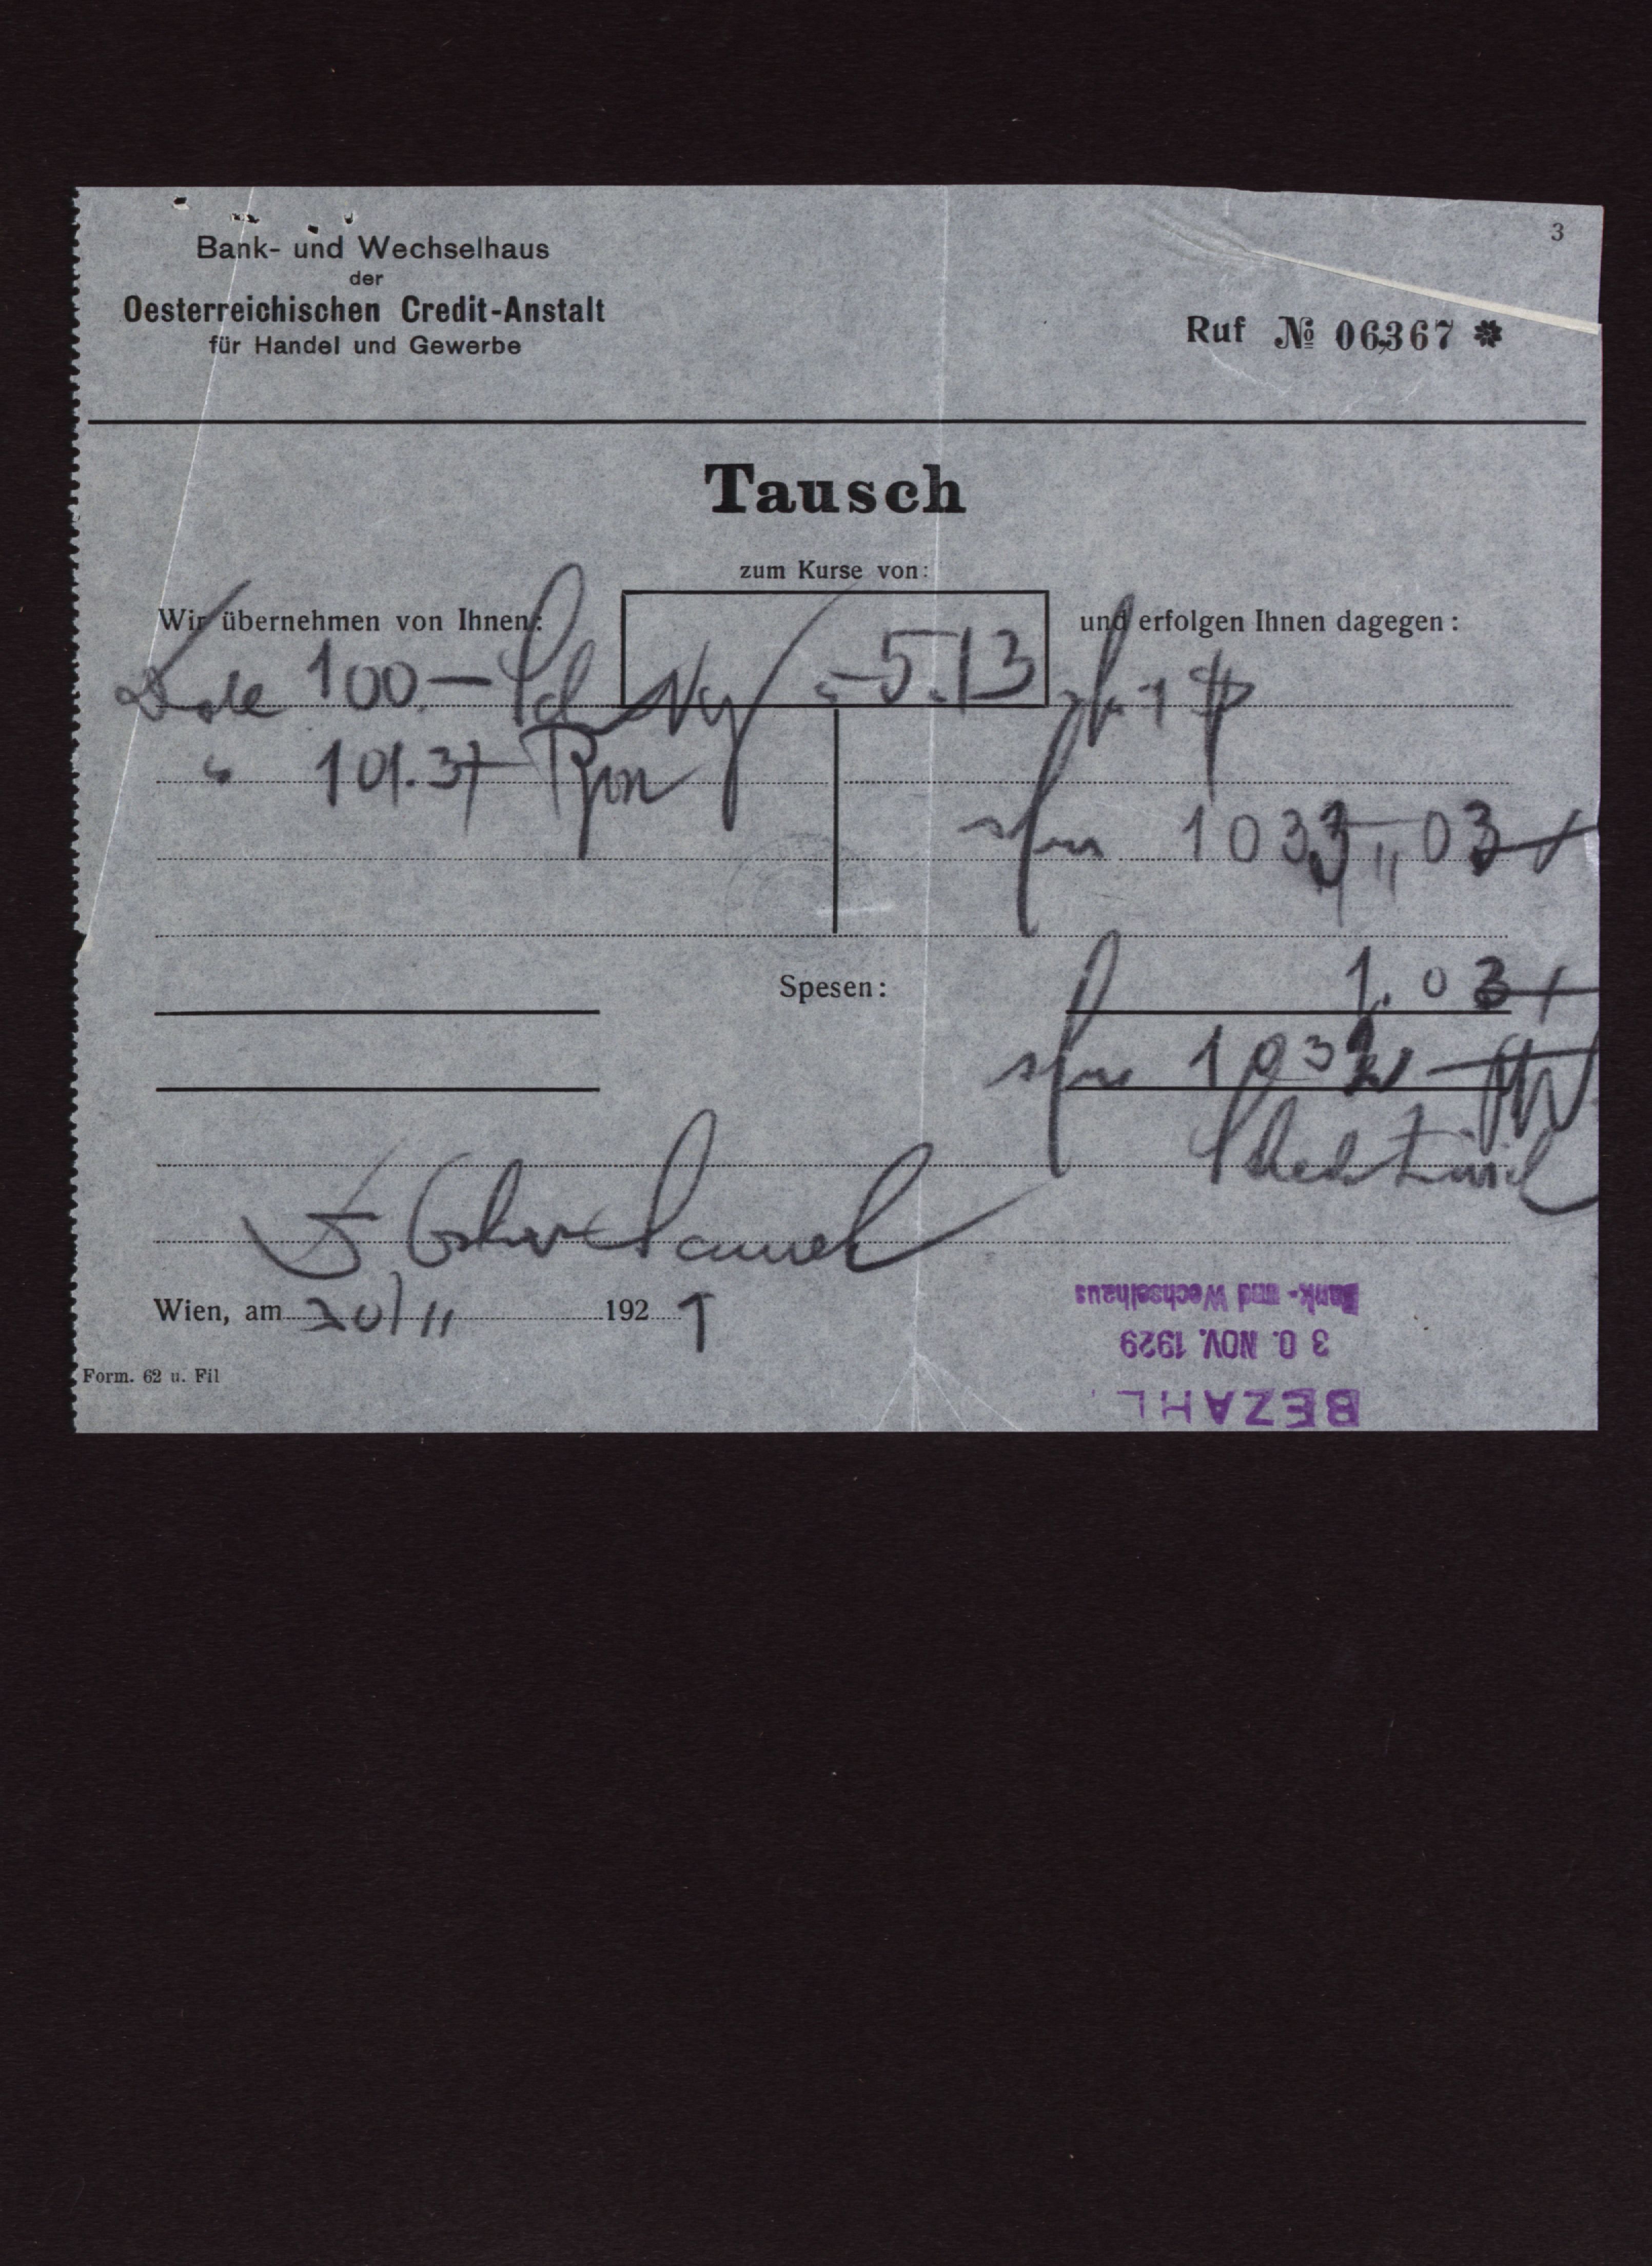 3
Bank- und Wechselhaus
der
Oesterreichischen Credit-Anstalt
für Handel und Gewerbe
Ruf № 06367 *
Tausch
zum Kurse von:
Wir übernehmen von Ihnen:
und erfolgen Ihnen dagegen:
100.— 5.13 1 $
101.37
1033,,03
Spesen: 1.03
1032
Wien, am 30/11 1929
Form. 62 u. Fil
BEZAHL
30. NOV. 1929
Bank- und Wechselhaus